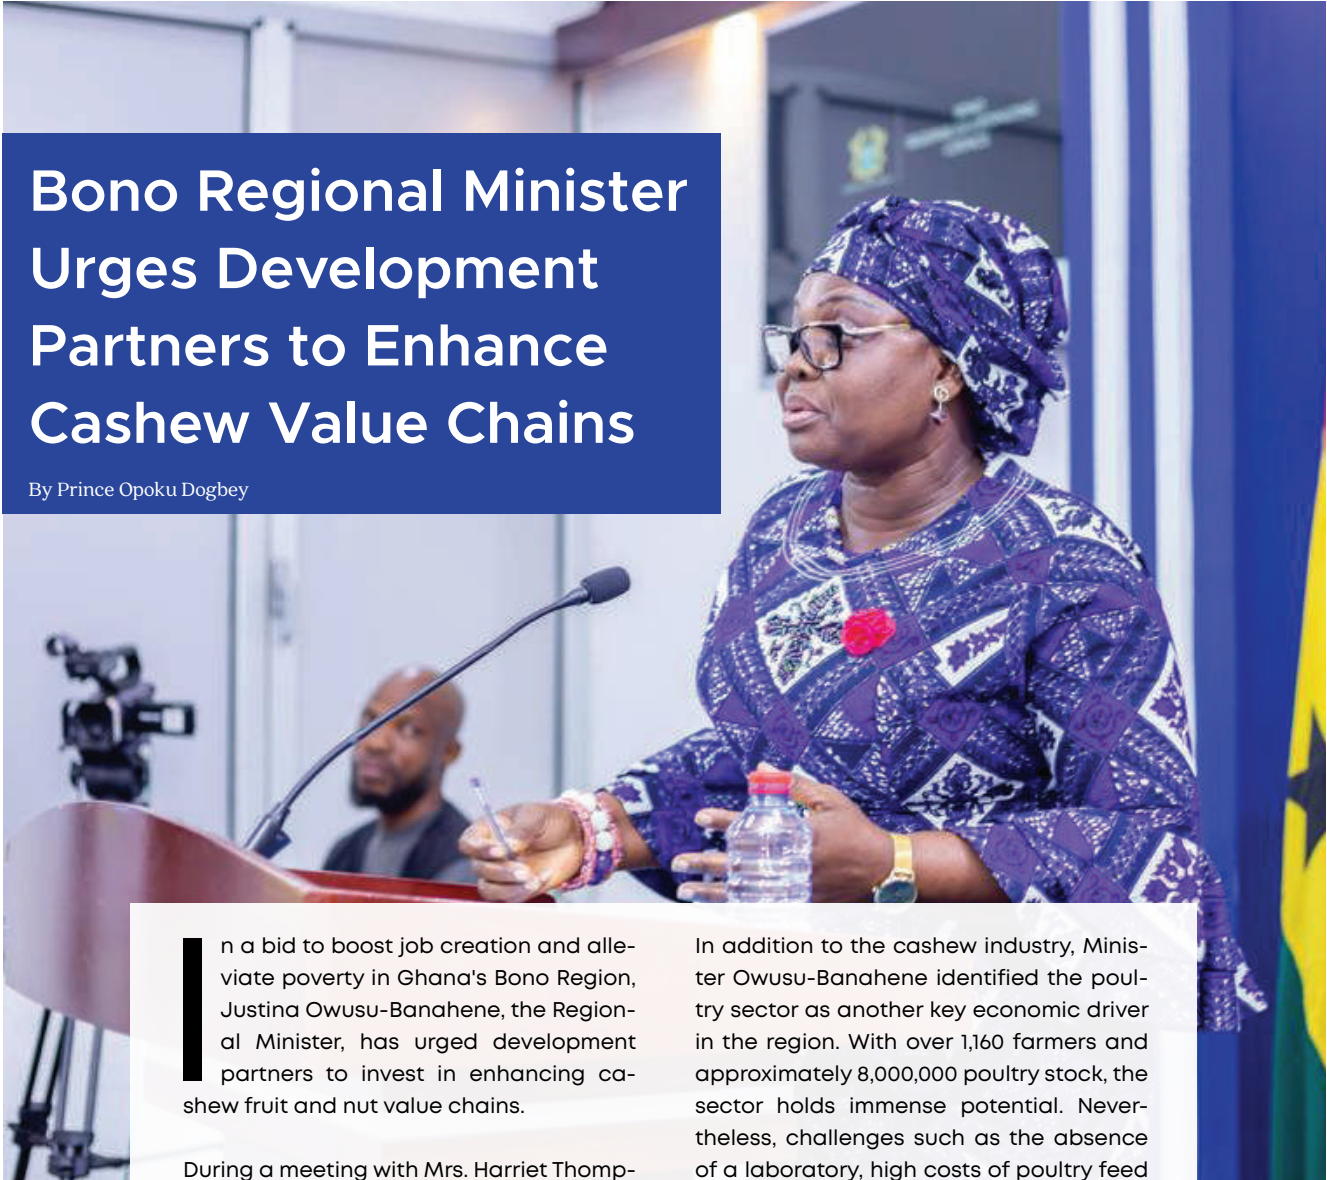 Bono Regional Minister
Urges Development
Partners to Enhance
Cashew Value Chains
By Prince Opoku Dogbey
In a bid to boost job creation and alle-
viate poverty in Ghana's Bono Region,
Justina Owusu-Banahene, the Region-
al Minister, has urged development
partners to invest in enhancing ca-
shew fruit and nut value chains.
During a meeting with Mrs. Harriet Thomp-
In addition to the cashew industry, Minis-
ter Owusu-Banahene identified the poul-
try sector as another key economic driver
in the region. With over 1,160 farmers and
approximately 8,000,000 poultry stock, the
sector holds immense potential. Never-
theless, challenges such as the absence
of a laboratory, high costs of poultry feed